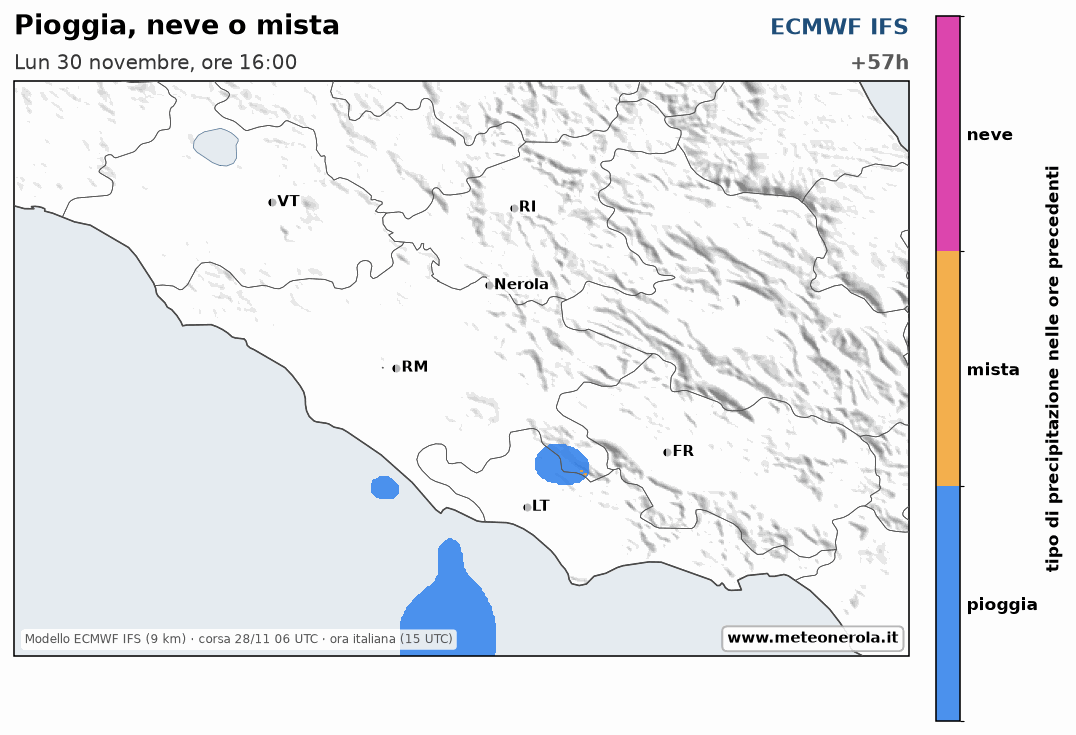 Pioggia, neve o mista
ECMWF IFS
Lun 30 novembre, ore 16:00
+57h
neve
VT
RI
Nerola
mista
RM
FR
LT
pioggia
tipo di precipitazione nelle ore precedenti
Modello ECMWF IFS (9 km) · corsa 28/11 06 UTC · ora italiana (15 UTC)
www.meteonerola.it